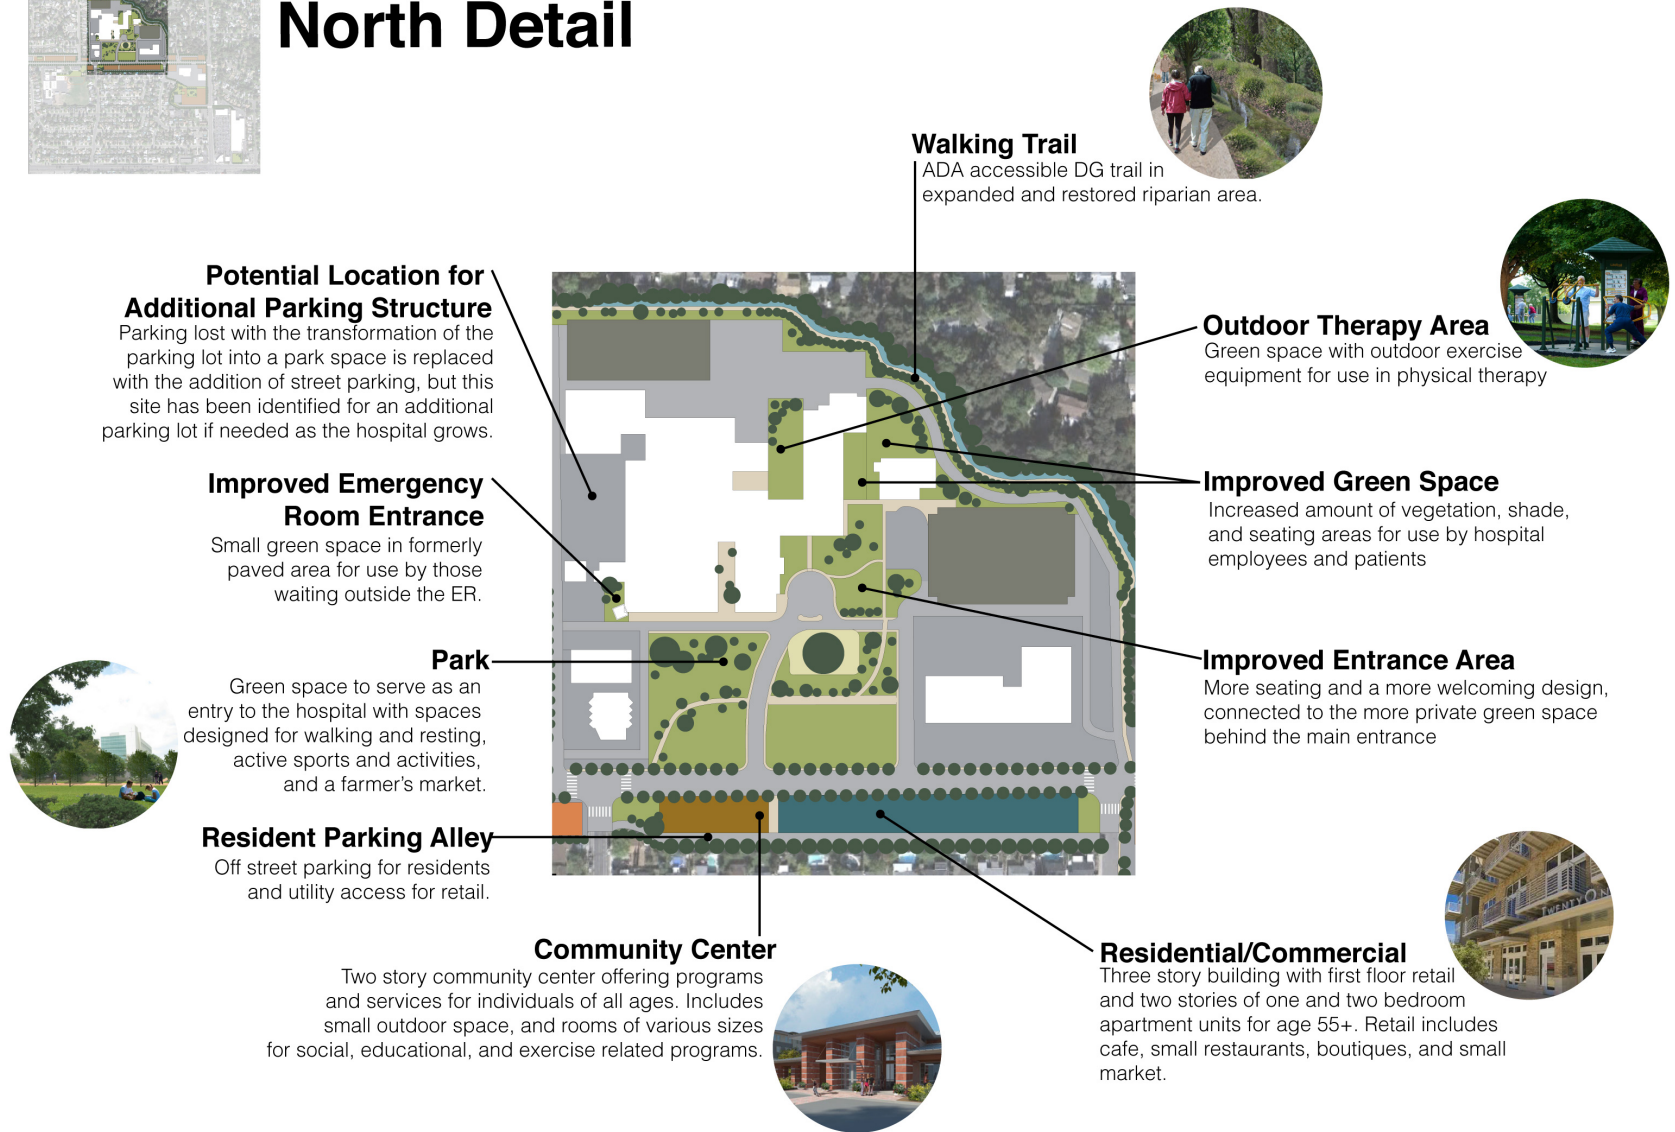 North Detail
Walking Trail
ADA accessible DG trail in
expanded and restored riparian area.
Potential Location for
Additional Parking Structure
Parking lost with the transformation of the
parking lot into a park space is replaced
with the addition of street parking, but this
site has been identified for an additional
parking lot if needed as the hospital grows.
Outdoor Therapy Area
Green space with outdoor exercise
equipment for use in physical therapy
Improved Emergency
Room Entrance
Small green space in formerly
paved area for use by those
waiting outside the ER.
Improved Green Space
Increased amount of vegetation, shade,
and seating areas for use by hospital
employees and patients
Park
Green space to serve as an
entry to the hospital with spaces
designed for walking and resting,
active sports and activities,
and a farmer's market.
Improved Entrance Area
More seating and a more welcoming design,
connected to the more private green space
behind the main entrance
Resident Parking Alley
Off street parking for residents
and utility access for retail.
Community Center
Two story community center offering programs
and services for individuals of all ages. Includes
small outdoor space, and rooms of various sizes
for social, educational, and exercise related programs.
Residential/Commercial
Three story building with first floor retail
and two stories of one and two bedroom
apartment units for age 55+. Retail includes
cafe, small restaurants, boutiques, and small
market.